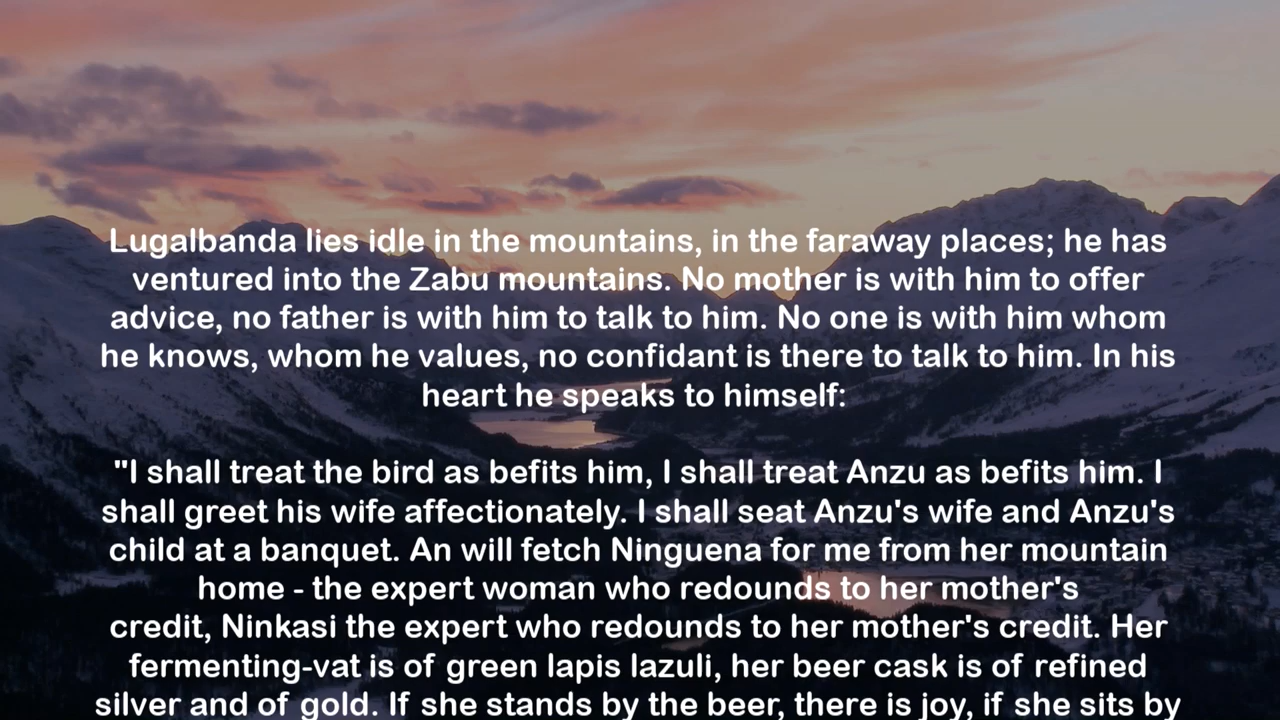 Lugalbanda lies idle in the mountains, in the faraway places; he has
ventured into the Zabu mountains. No mother is with him to offer
advice, no father is with him to talk to him. No one is with him whom
he knows, whom he values, no confidant is there to talk to him. In his
heart he speaks to himself:
"I shall treat the bird as befits him, I shall treat Anzu as befits him. I
shall greet his wife affectionately. I shall seat Anzu's wife and Anzu's
child at a banquet. An will fetch Ninguena for me from her mountain
home - the expert woman who redounds to her mother's
credit, Ninkasi the expert who redounds to her mother's credit. Her
fermenting-vat is of green lapis lazuli, her beer cask is of refined
silver and of gold. If she stands by the beer, there is joy, if she sits by